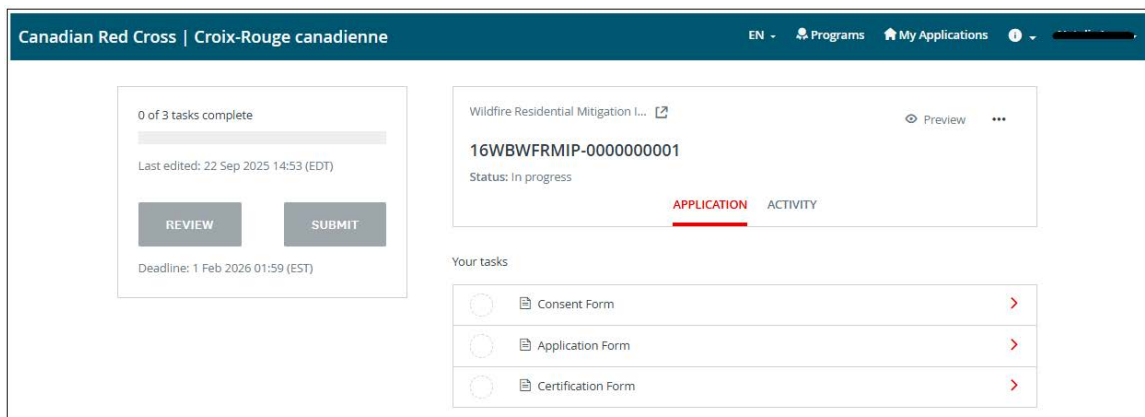 Canadian Red Cross | Croix-Rouge canadienne
EN
Programs
My Applications
0 of 3 tasks complete
Last edited: 22 Sep 2025 14:53 (EDT)
REVIEW
SUBMIT
Deadline: 1 Feb 2026 01:59 (EST)
Wildfire Residential Mitigation I...
Preview
16WBWFRMIP-0000000001
Status: In progress
APPLICATION
ACTIVITY
Your tasks
Consent Form
Application Form
Certification Form